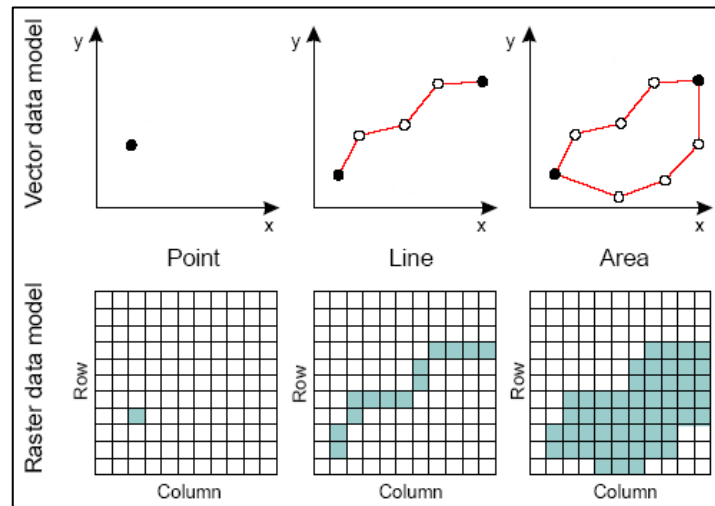 Vector data model
y
x
y
x
y
x
Point
Line
Area
Raster data model
Row
Column
Row
Column
Row
Column